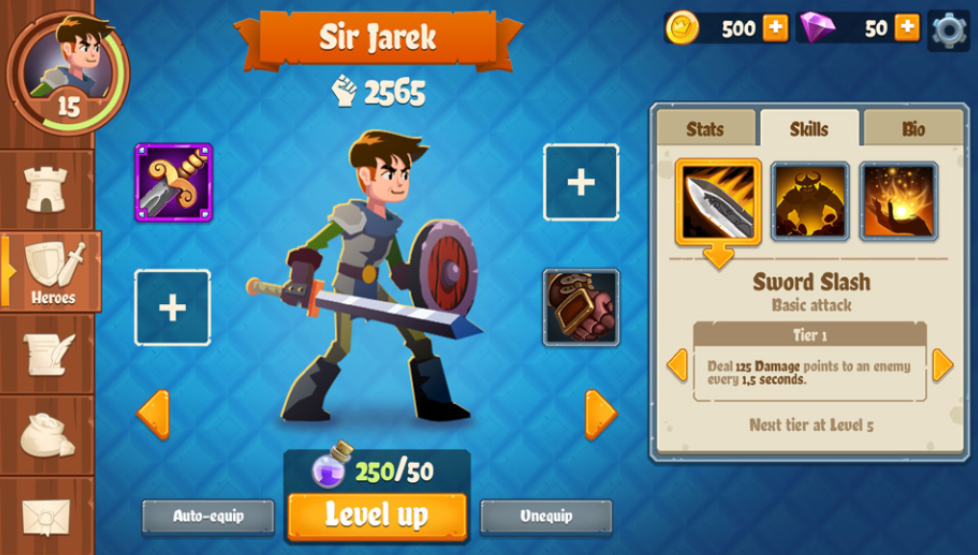 Sir Jarek
2565
500
50
15
Heroes
Stats
Skills
Bio
Sword Slash
Basic attack
Tier 1
Deal 125 Damage points to an enemy
every 1,5 seconds.
Next tier at Level 5
250/50
Auto-equip
Level up
Unequip